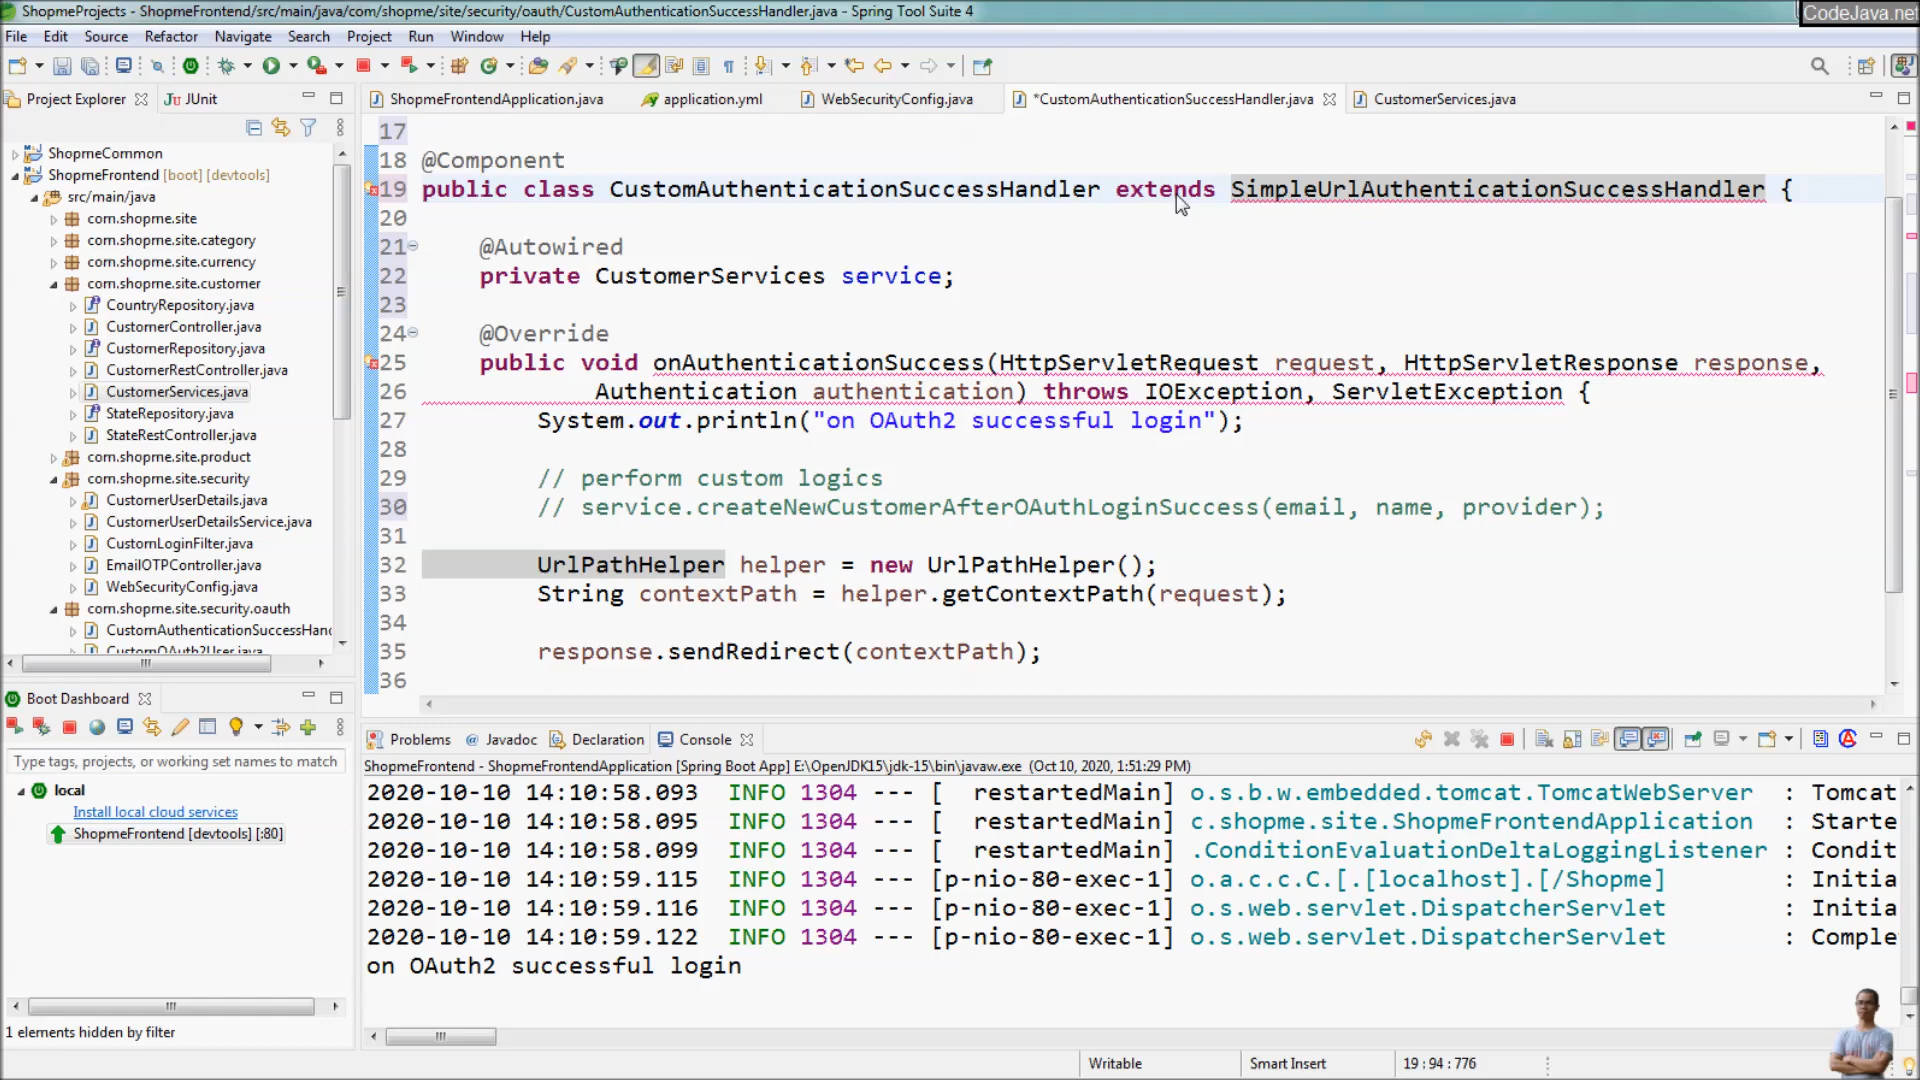 ShopmeProjects - ShopmeFrontend/src/main/java/com/shopme/site/security/oauth/CustomAuthenticationSuccessHandler.java - Spring Tool Suite 4
CodeJava.net
File Edit Source Refactor Navigate Search Project Run Window Help
Project Explorer JUnit
ShopmeFrontendApplication.java application.yml WebSecurityConfig.java *CustomAuthenticationSuccessHandler.java CustomerServices.java
ShopmeCommon
ShopmeFrontend [boot] [devtools]
src/main/java
com.shopme.site
com.shopme.site.category
com.shopme.site.currency
com.shopme.site.customer
CountryRepository.java
CustomerController.java
CustomerRepository.java
CustomerRestController.java
CustomerServices.java
StateRepository.java
StateRestController.java
com.shopme.site.product
com.shopme.site.security
CustomerUserDetails.java
CustomerUserDetailsService.java
CustomLoginFilter.java
EmailOTPController.java
WebSecurityConfig.java
com.shopme.site.security.oauth
CustomAuthenticationSuccessHand
CustomOAuth2User.java
17
18 @Component
19 public class CustomAuthenticationSuccessHandler extends SimpleUrlAuthenticationSuccessHandler {
20
21 @Autowired
22 private CustomerServices service;
23
24 @Override
25 public void onAuthenticationSuccess(HttpServletRequest request, HttpServletResponse response,
26 Authentication authentication) throws IOException, ServletException {
27 System.out.println("on OAuth2 successful login");
28
29 // perform custom logics
30 // service.createNewCustomerAfterOAuthLoginSuccess(email, name, provider);
31
32 UrlPathHelper helper = new UrlPathHelper();
33 String contextPath = helper.getContextPath(request);
34
35 response.sendRedirect(contextPath);
36
Boot Dashboard
Type tags, projects, or working set names to match
local
Install local cloud services
ShopmeFrontend [devtools] [:80]
1 elements hidden by filter
Problems @ Javadoc Declaration Console
ShopmeFrontend - ShopmeFrontendApplication [Spring Boot App] E:\OpenJDK15\jdk-15\bin\javaw.exe (Oct 10, 2020, 1:51:29 PM)
2020-10-10 14:10:58.093 INFO 1304 --- [ restartedMain] o.s.b.w.embedded.tomcat.TomcatWebServer : Tomcat
2020-10-10 14:10:58.095 INFO 1304 --- [ restartedMain] c.shopme.site.ShopmeFrontendApplication : Starte
2020-10-10 14:10:58.099 INFO 1304 --- [ restartedMain] .ConditionEvaluationDeltaLoggingListener : Condit
2020-10-10 14:10:59.115 INFO 1304 --- [p-nio-80-exec-1] o.a.c.c.C.[.[localhost].[/Shopme] : Initia
2020-10-10 14:10:59.116 INFO 1304 --- [p-nio-80-exec-1] o.s.web.servlet.DispatcherServlet : Initia
2020-10-10 14:10:59.122 INFO 1304 --- [p-nio-80-exec-1] o.s.web.servlet.DispatcherServlet : Comple
on OAuth2 successful login
Writable Smart Insert 19 : 94 : 776